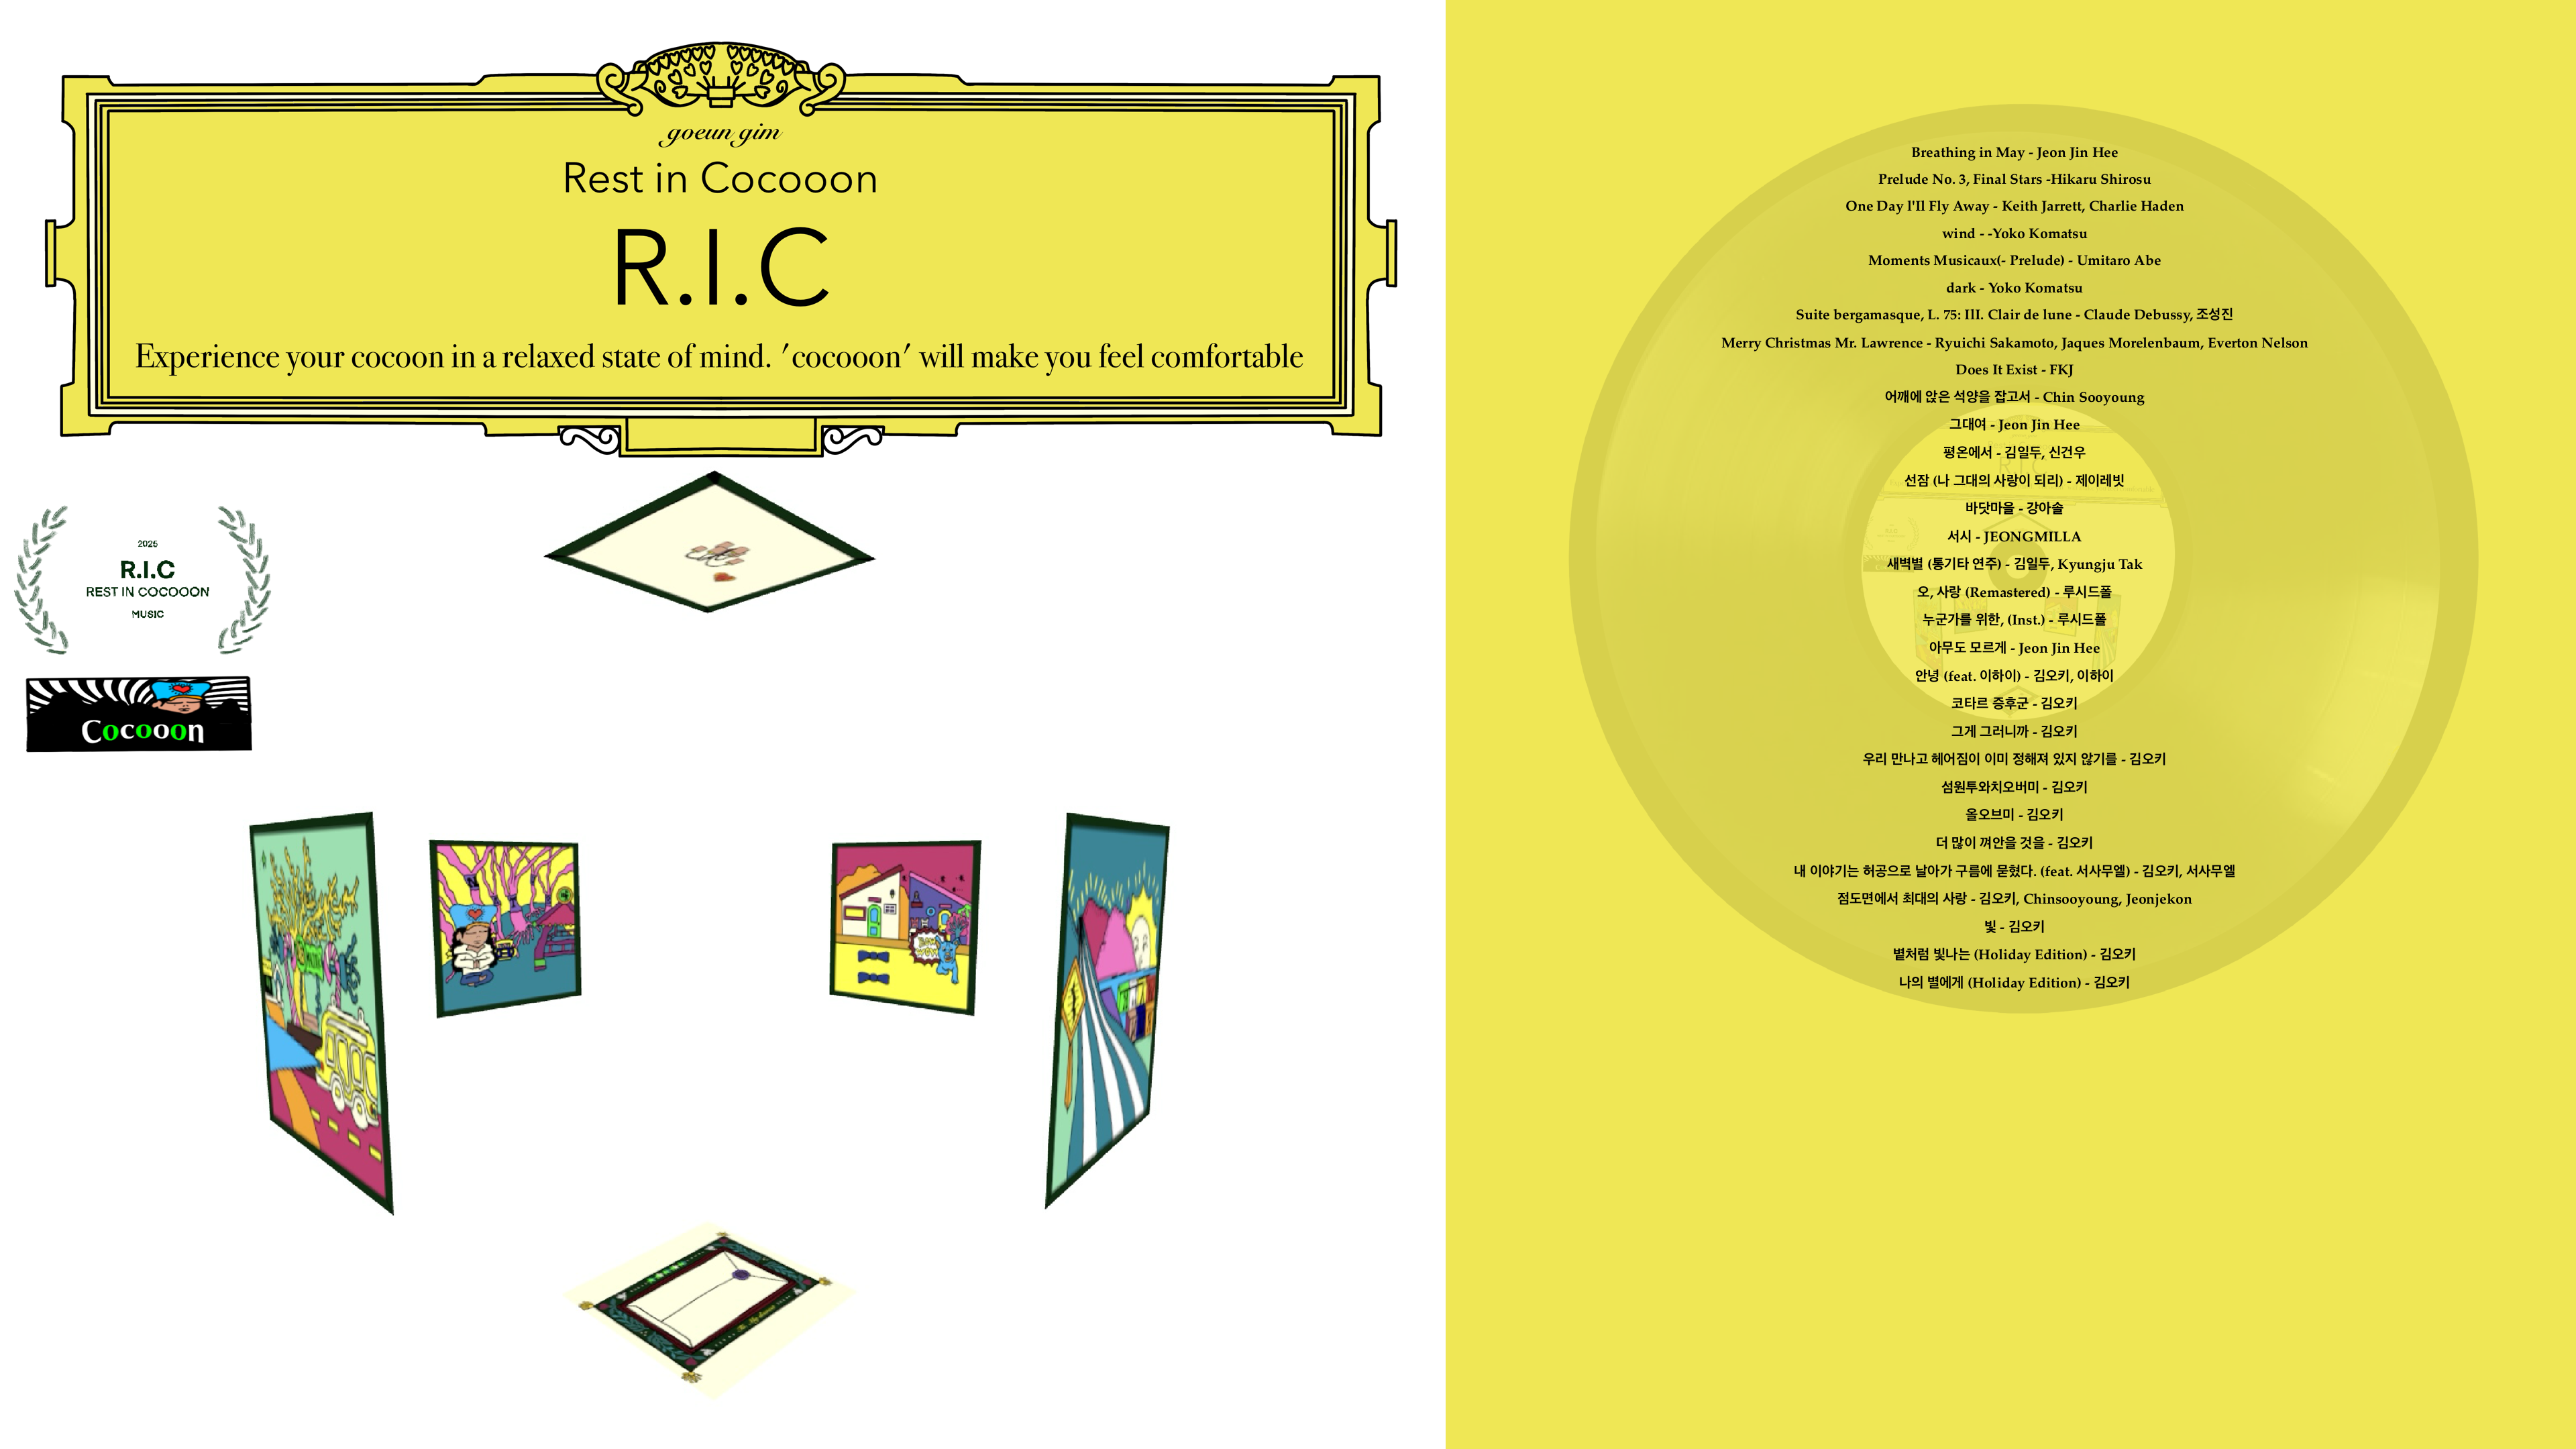 goeun gim
Rest in Cocooon
R.I.C
Experience your cocoon in a relaxed state of mind. 'cocooon' will make you feel comfortable
2025
R.I.C
REST IN COCOOON
MUSIC
Cocooon
Breathing in May - Jeon Jin Hee
Prelude No. 3, Final Stars -Hikaru Shirosu
One Day l'Il Fly Away - Keith Jarrett, Charlie Haden
wind - -Yoko Komatsu
Moments Musicaux(- Prelude) - Umitaro Abe
dark - Yoko Komatsu
Suite bergamasque, L. 75: IlI. Clair de lune - Claude Debussy, 조성진
Merry Christmas Mr. Lawrence - Ryuichi Sakamoto, Jaques Morelenbaum, Everton Nelson
Does It Exist - FKJ
어깨에 앉은 석양을 잡고서 - Chin Sooyoung
그대여 - Jeon Jin Hee
평온에서 - 김일두, 신건우
선잠 (나 그대의 사랑이 되리) - 제이레빗
바닷마을 - 강아솔
서시 - JEONGMILLA
새벽별 (통기타 연주) - 김일두, Kyungju Tak
오, 사랑 (Remastered) - 루시드폴
누군가를 위한, (Inst.) - 루시드폴
아무도 모르게 - Jeon Jin Hee
안녕 (feat. 이하이) - 김오키, 이하이
코타르 증후군 - 김오키
그게 그러니까 - 김오키
우리 만나고 헤어짐이 이미 정해져 있지 않기를 - 김오키
섬원투와치오버미 - 김오키
올오브미 - 김오키
더 많이 껴안을 것을 - 김오키
내 이야기는 허공으로 날아가 구름에 묻혔다. (feat. 서사무엘) - 김오키, 서사무엘
점도면에서 최대의 사랑 - 김오키, Chinsooyoung, Jeonjekon
빛 - 김오키
별처럼 빛나는 (Holiday Edition) - 김오키
나의 별에게 (Holiday Edition) - 김오키